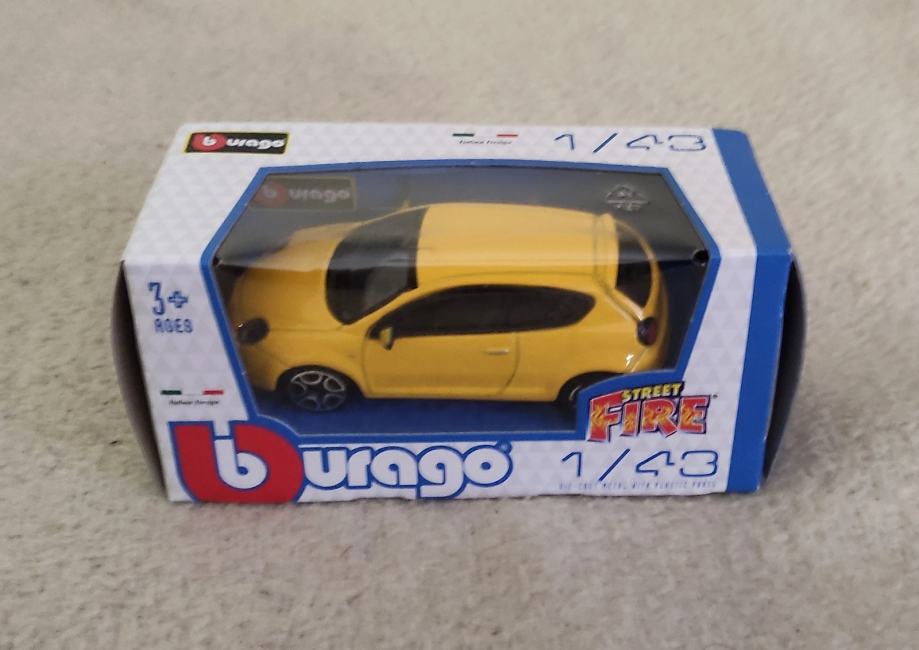 burago
Italian Design
1/43
burago
3+
AGES
Italian Design
STREET
FIRE
burago
1/43
DIE-CAST METAL WITH PLASTIC PARTS